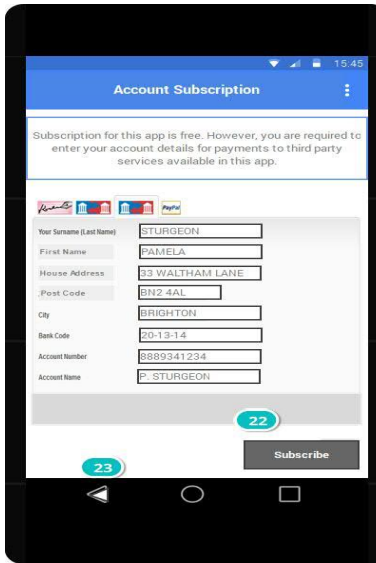 15:45
Account Subscription
Subscription for this app is free. However, you are required to
enter your account details for payments to third party
services available in this app.
PayPal
Your Surname (Last Name) STURGEON
First Name PAMELA
House Address 33 WALTHAM LANE
Post Code BN2 4AL
City BRIGHTON
Bank Code 20-13-14
Account Number 8889341234
Account Name P. STURGEON
22
Subscribe
23